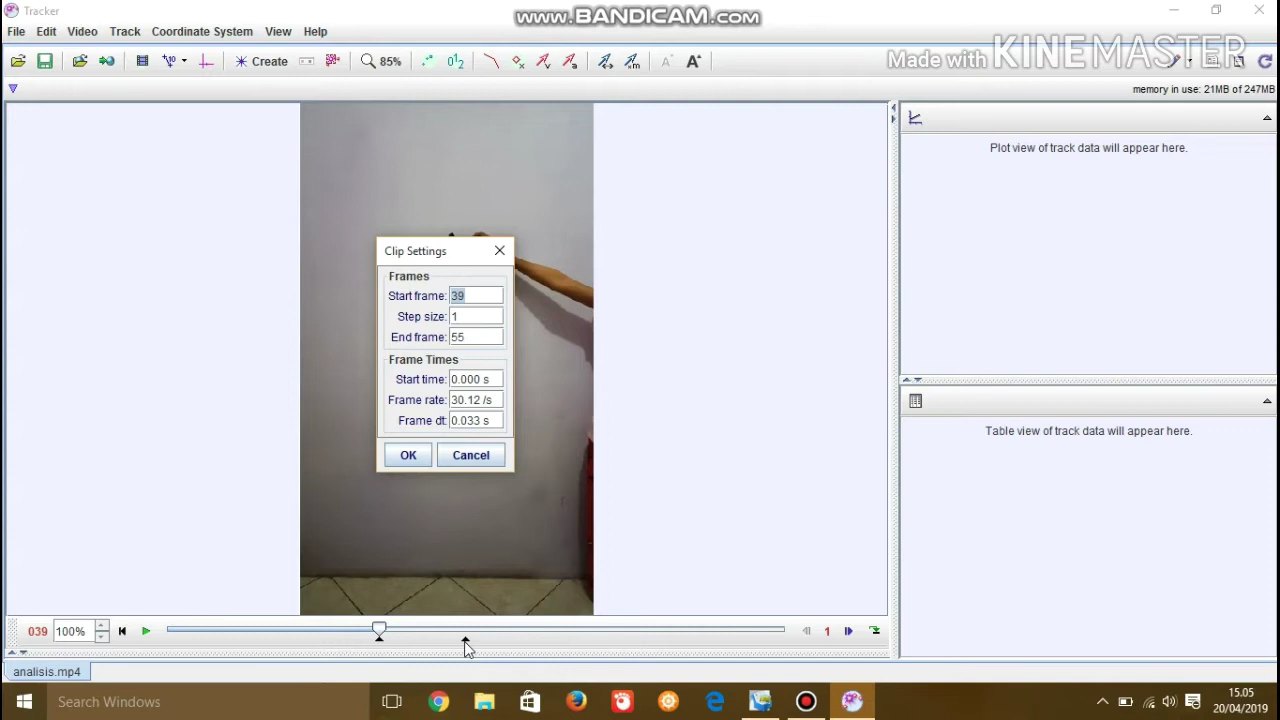 Tracker
www.BANDICAM.com
File Edit Video Track Coordinate System View Help
Create 85%
Made with KINEMASTER
memory in use: 21MB of 247MB
Plot view of track data will appear here.
Clip Settings
Frames
Start frame: 39
Step size: 1
End frame: 55
Frame Times
Start time: 0.000 s
Frame rate: 30.12 /s
Frame dt: 0.033 s
OK Cancel
Table view of track data will appear here.
039 100% 1
analisis.mp4
Search Windows
15.05
20/04/2019